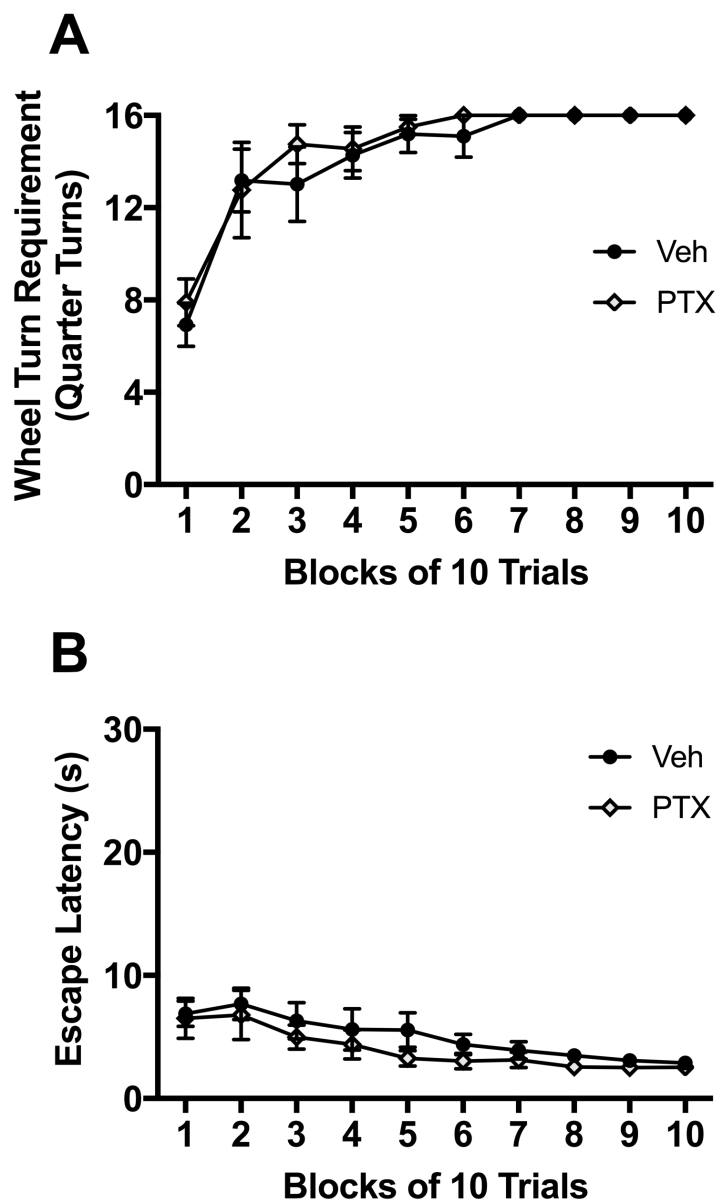 A
Wheel Turn Requirement
(Quarter Turns)
16
12
8
4
0
Veh
PTX
1 2 3 4 5 6 7 8 9 10
Blocks of 10 Trials
B
Escape Latency (s)
30
20
10
0
Veh
PTX
1 2 3 4 5 6 7 8 9 10
Blocks of 10 Trials